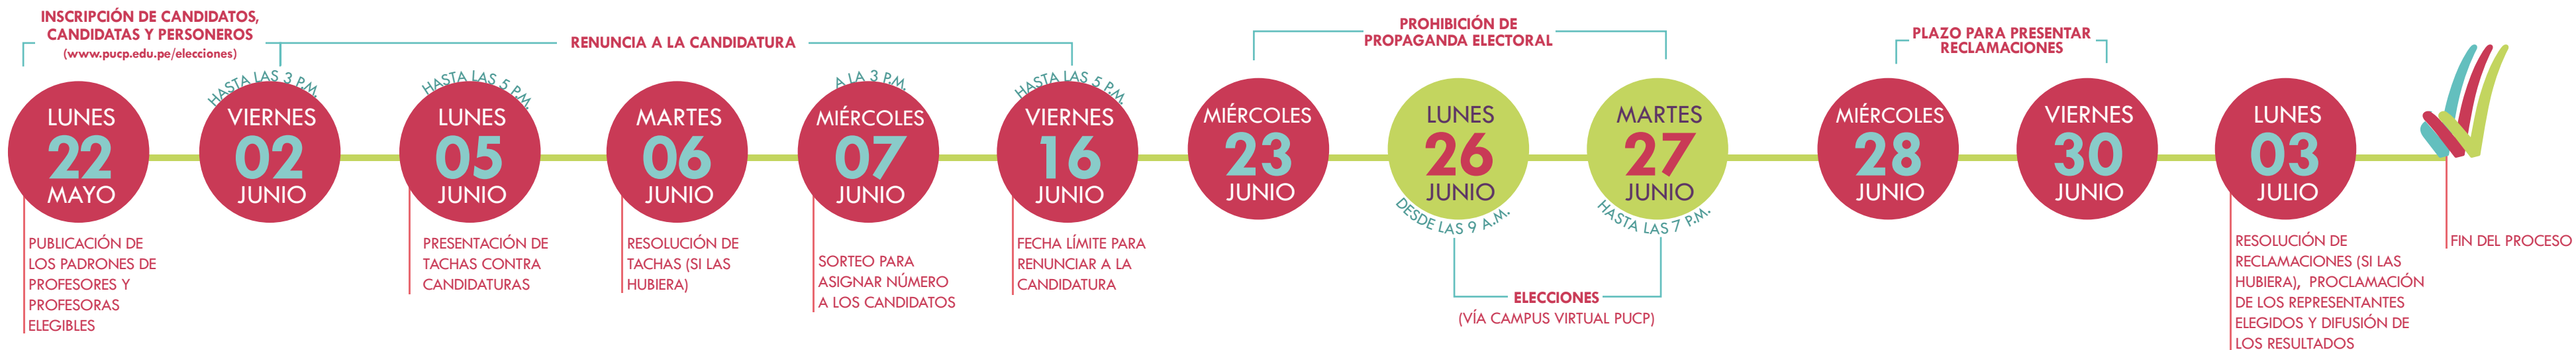 INSCRIPCIÓN DE CANDIDATOS,
CANDIDATAS Y PERSONEROS
(www.pucp.edu.pe/elecciones)
RENUNCIA A LA CANDIDATURA
PROHIBICIÓN DE
PROPAGANDA ELECTORAL
PLAZO PARA PRESENTAR
RECLAMACIONES
LUNES
22
MAYO
PUBLICACIÓN DE
LOS PADRONES DE
PROFESORES Y
PROFESORAS
ELEGIBLES
HASTA LAS 3 P.M.
VIERNES
02
JUNIO
HASTA LAS 5 P.M.
LUNES
05
JUNIO
PRESENTACIÓN DE
TACHAS CONTRA
CANDIDATURAS
MARTES
06
JUNIO
RESOLUCIÓN DE
TACHAS (SI LAS
HUBIERA)
A LA 3 P.M.
MIÉRCOLES
07
JUNIO
SORTEO PARA
ASIGNAR NÚMERO
A LOS CANDIDATOS
HASTA LAS 5 P.M.
VIERNES
16
JUNIO
FECHA LÍMITE PARA
RENUNCIAR A LA
CANDIDATURA
MIÉRCOLES
23
JUNIO
LUNES
26
JUNIO
DESDE LAS 9 A.M.
MARTES
27
JUNIO
HASTA LAS 7 P.M.
ELECCIONES
(VÍA CAMPUS VIRTUAL PUCP)
MIÉRCOLES
28
JUNIO
VIERNES
30
JUNIO
LUNES
03
JULIO
RESOLUCIÓN DE
RECLAMACIONES (SI LAS
HUBIERA), PROCLAMACIÓN
DE LOS REPRESENTANTES
ELEGIDOS Y DIFUSIÓN DE
LOS RESULTADOS
FIN DEL PROCESO